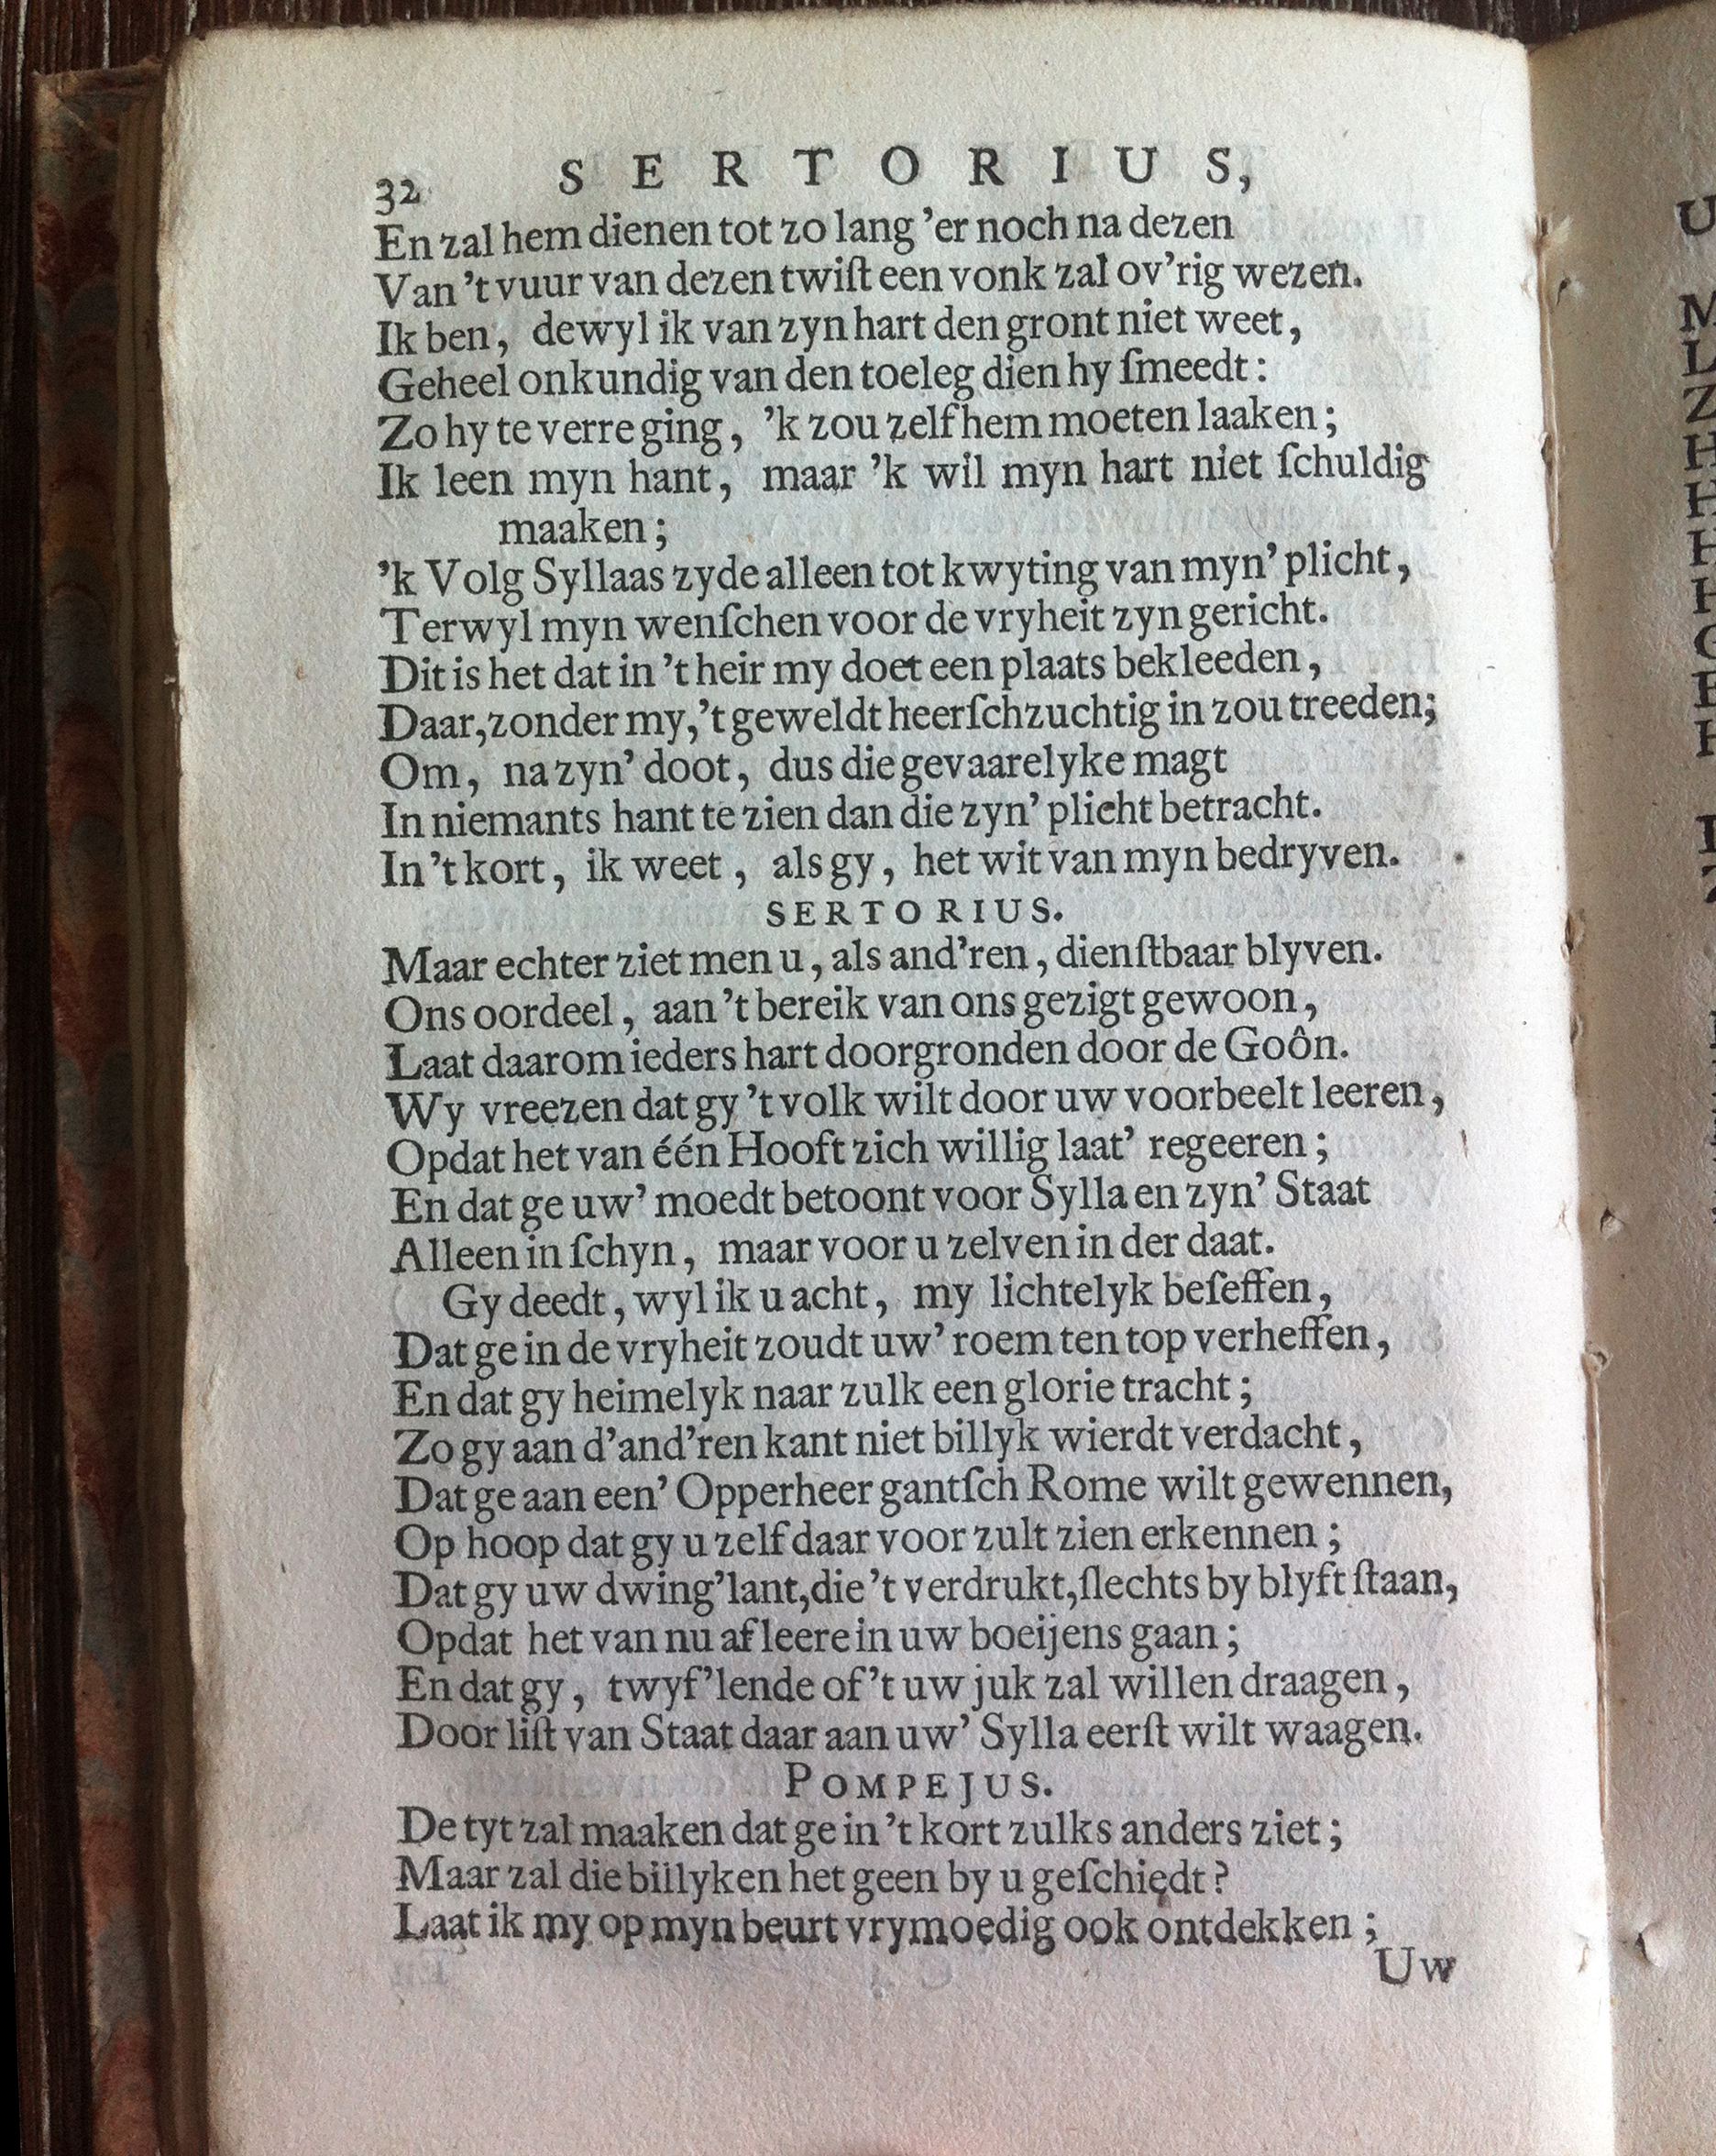 32 SERTORIUS,
En zal hem dienen tot zo lang 'er noch na dezen
Van 't vuur van dezen twiſt een vonk zal ov'rig wezen.
Ik ben, dewyl ik van zyn hart den gront niet weet,
Geheel onkundig van den toeleg dien hy ſmeedt:
Zo hy te verre ging, 'k zou zelf hem moeten laaken;
Ik leen myn hant, maar 'k wil myn hart niet ſchuldig
maaken;
'k Volg Syllaas zyde alleen tot kwyting van myn' plicht,
Terwyl myn wenſchen voor de vryheit zyn gericht.
Dit is het dat in 't heir my doet een plaats bekleeden,
Daar, zonder my, 't geweldt heerſchzuchtig in zou treeden;
Om, na zyn' doot, dus die gevaarelyke magt
In niemants hant te zien dan die zyn' plicht betracht.
In 't kort, ik weet, als gy, het wit van myn bedryven.
SERTORIUS.
Maar echter ziet men u, als and'ren, dienſtbaar blyven.
Ons oordeel, aan 't bereik van ons gezigt gewoon,
Laat daarom ieders hart doorgronden door de Goôn.
Wy vreezen dat gy 't volk wilt door uw voorbeelt leeren,
Opdat het van één Hooft zich willig laat' regeeren;
En dat ge uw' moedt betoont voor Sylla en zyn' Staat
Alleen in ſchyn, maar voor u zelven in der daat.
Gy deedt, wyl ik u acht, my lichtelyk beſeffen,
Dat ge in de vryheit zoudt uw' roem ten top verheffen,
En dat gy heimelyk naar zulk een glorie tracht;
Zo gy aan d'and'ren kant niet billyk wierdt verdacht,
Dat ge aan een' Opperheer gantſch Rome wilt gewennen,
Op hoop dat gy u zelf daar voor zult zien erkennen;
Dat gy uw dwing'lant, die 't verdrukt, ſlechts by blyft ſtaan,
Opdat het van nu af leere in uw boeijens gaan;
En dat gy, twyf'lende of 't uw juk zal willen draagen,
Door liſt van Staat daar aan uw' Sylla eerſt wilt waagen.
POMPEJUS.
De tyt zal maaken dat ge in 't kort zulks anders ziet;
Maar zal die billyken het geen by u geſchiedt?
Laat ik my op myn beurt vrymoedig ook ontdekken;
Uw